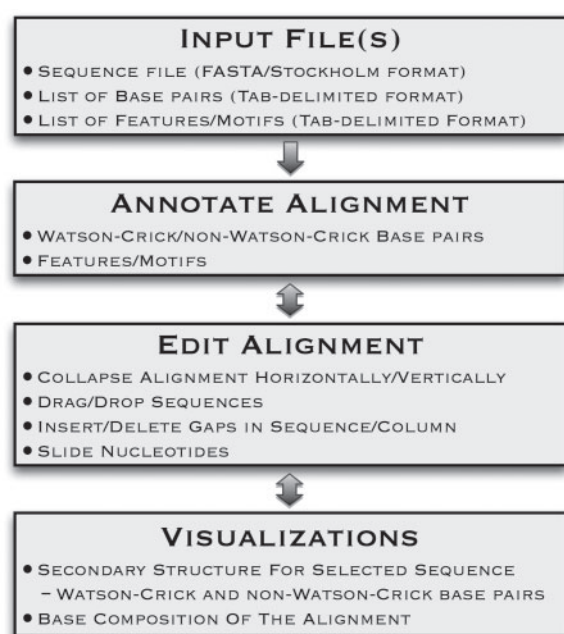 INPUT FILE(S)
• SEQUENCE FILE (FASTA/STOCKHOLM FORMAT)
• LIST OF BASE PAIRS (TAB-DELIMITED FORMAT)
• LIST OF FEATURES/MOTIFS (TAB-DELIMITED FORMAT)
ANNOTATE ALIGNMENT
• WATSON-CRICK/NON-WATSON-CRICK BASE PAIRS
• FEATURES/MOTIFS
EDIT ALIGNMENT
• COLLAPSE ALIGNMENT HORIZONTALLY/VERTICALLY
• DRAG/DROP SEQUENCES
• INSERT/DELETE GAPS IN SEQUENCE/COLUMN
• SLIDE NUCLEOTIDES
VISUALIZATIONS
• SECONDARY STRUCTURE FOR SELECTED SEQUENCE
– WATSON-CRICK AND NON-WATSON-CRICK BASE PAIRS
• BASE COMPOSITION OF THE ALIGNMENT